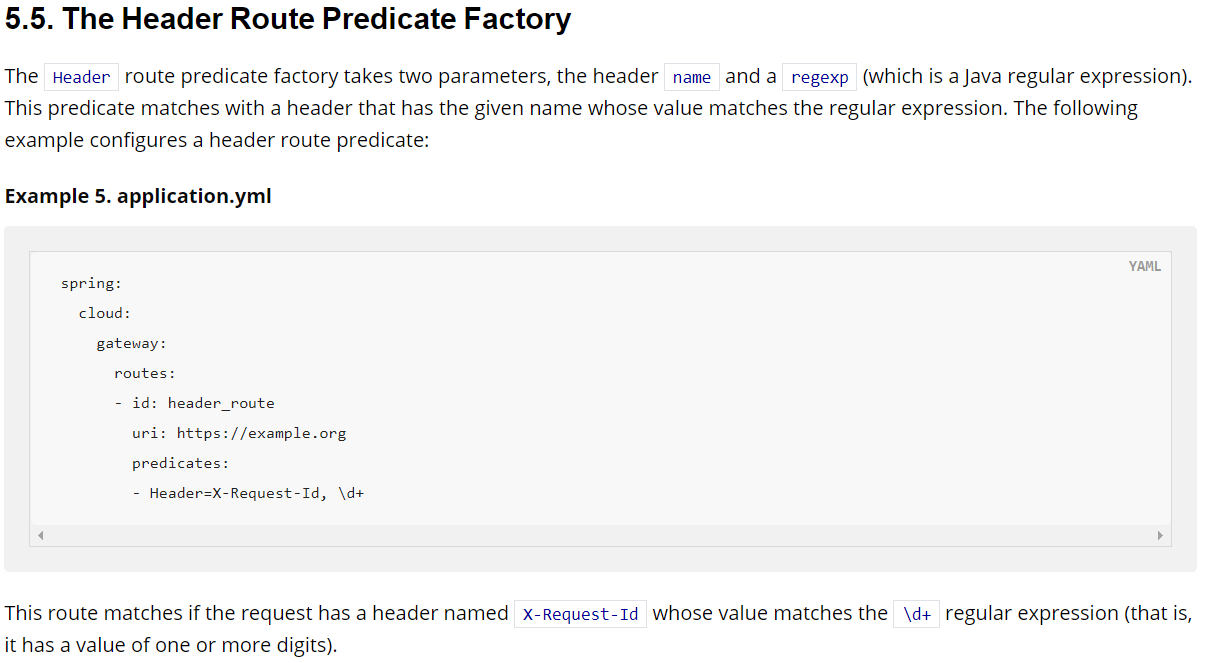 5.5. The Header Route Predicate Factory
The Header route predicate factory takes two parameters, the header name and a regexp (which is a Java regular expression).
This predicate matches with a header that has the given name whose value matches the regular expression. The following
example configures a header route predicate:
Example 5. application.yml
YAML
spring:
  cloud:
    gateway:
      routes:
      - id: header_route
        uri: https://example.org
        predicates:
        - Header=X-Request-Id, \d+
This route matches if the request has a header named X-Request-Id whose value matches the \d+ regular expression (that is,
it has a value of one or more digits).